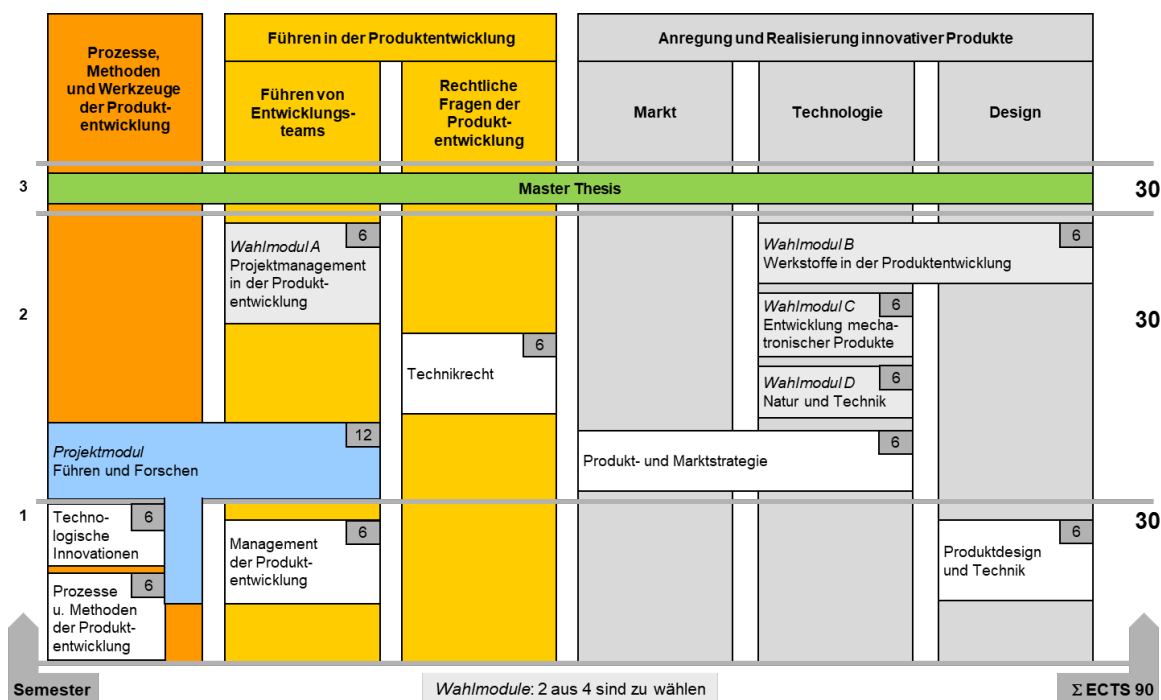 Prozesse,
Methoden
und Werkzeuge
der Produkt-
entwicklung
Führen in der Produktentwicklung
Führen von
Entwicklungs-
teams
Rechtliche
Fragen der
Produkt-
entwicklung
Anregung und Realisierung innovativer Produkte
Markt
Technologie
Design
3
Master Thesis
30
2
Wahlmodul A
6
Projektmanagement
in der Produkt-
entwicklung
Wahlmodul B
6
Werkstoffe in der Produktentwicklung
Wahlmodul C
6
Entwicklung mecha-
tronischer Produkte
30
Technikrecht
6
Wahlmodul D
6
Natur und Technik
Projektmodul
12
Führen und Forschen
Produkt- und Marktstrategie
6
1
Techno-
logische
Innovationen
6
Management
der Produkt-
entwicklung
6
Produktdesign
und Technik
6
30
Prozesse
u. Methoden
der Produkt-
entwicklung
6
Semester
Wahlmodule: 2 aus 4 sind zu wählen
Σ ECTS 90